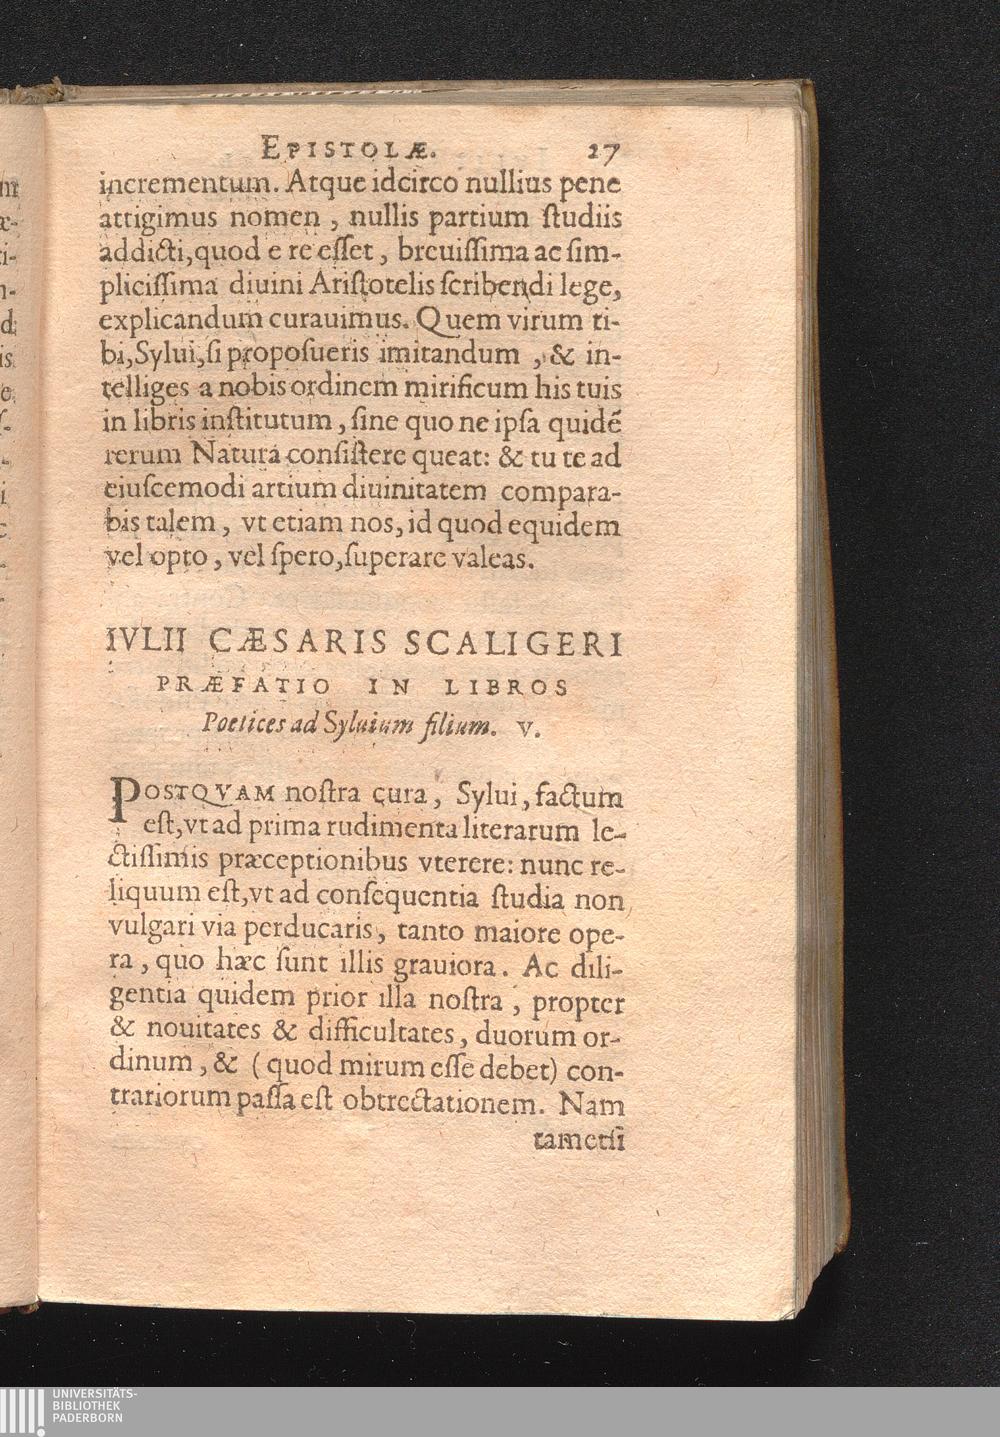 EPISTOLÆ. 27
incrementum. Atque idcirco nullius pene
attigimus nomen, nullis partium ſtudiis
addicti, quod e re eſſet, breuiſſima ac ſim-
pliciſſima diuini Ariſtotelis ſcribendi lege,
explicandum curauimus. Quem virum ti-
bi, Sylui, ſi propoſueris imitandum, & in-
telliges a nobis ordinem mirificum his tuis
in libris inſtitutum, ſine quo ne ipſa quidẽ
rerum Natura conſiſtere queat: & tu te ad
eiuſcemodi artium diuinitatem compara-
bis talem, vt etiam nos, id quod equidem
vel opto, vel ſpero, ſuperare valeas.
IVLII CÆSARIS SCALIGERI
PRÆFATIO IN LIBROS
Poetices ad Syluium filium. V.
POSTQVAM noſtra cura, Sylui, factum
eſt, vt ad prima rudimenta literarum le-
ctiſſimis præceptionibus vterere: nunc re-
liquum eſt, vt ad conſequentia ſtudia non
vulgari via perducaris, tanto maiore ope-
ra, quo hæc ſunt illis grauiora. Ac dili-
gentia quidem prior illa noſtra, propter
& nouitates & difficultates, duorum or-
dinum, & (quod mirum eſſe debet) con-
trariorum paſſa eſt obtrectationem. Nam
tametſi
UNIVERSITÄTS-
BIBLIOTHEK
PADERBORN